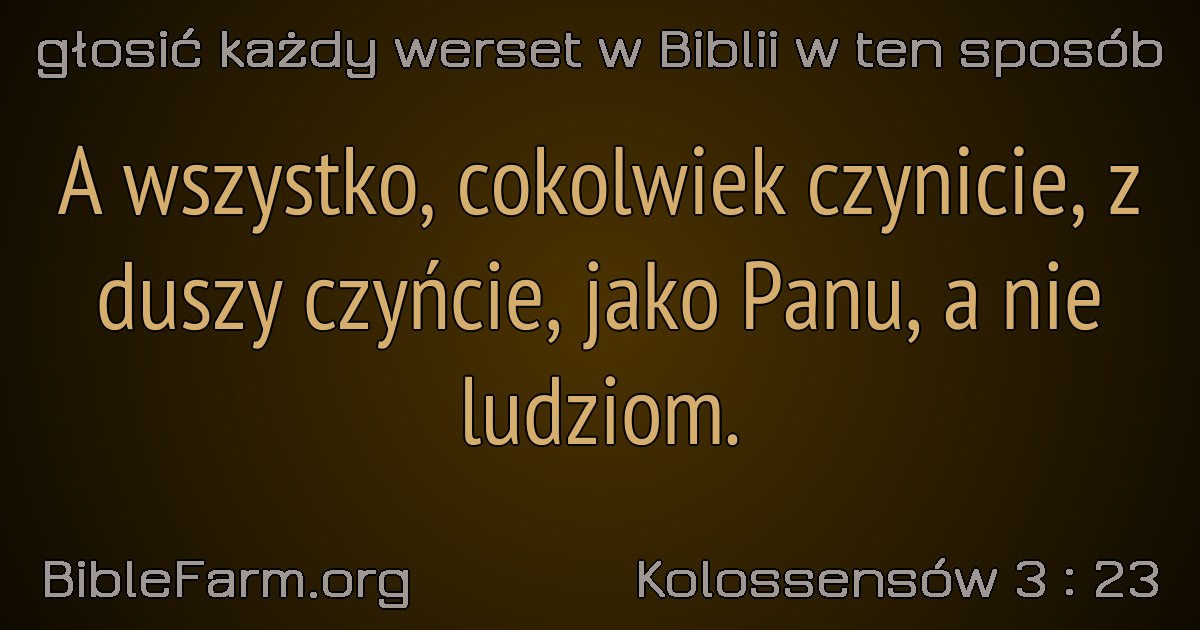 głosić każdy werset w Biblii w ten sposób
A wszystko, cokolwiek czynicie, z
duszy czyńcie, jako Panu, a nie
ludziom.
BibleFarm.org
Kolossensów 3 : 23